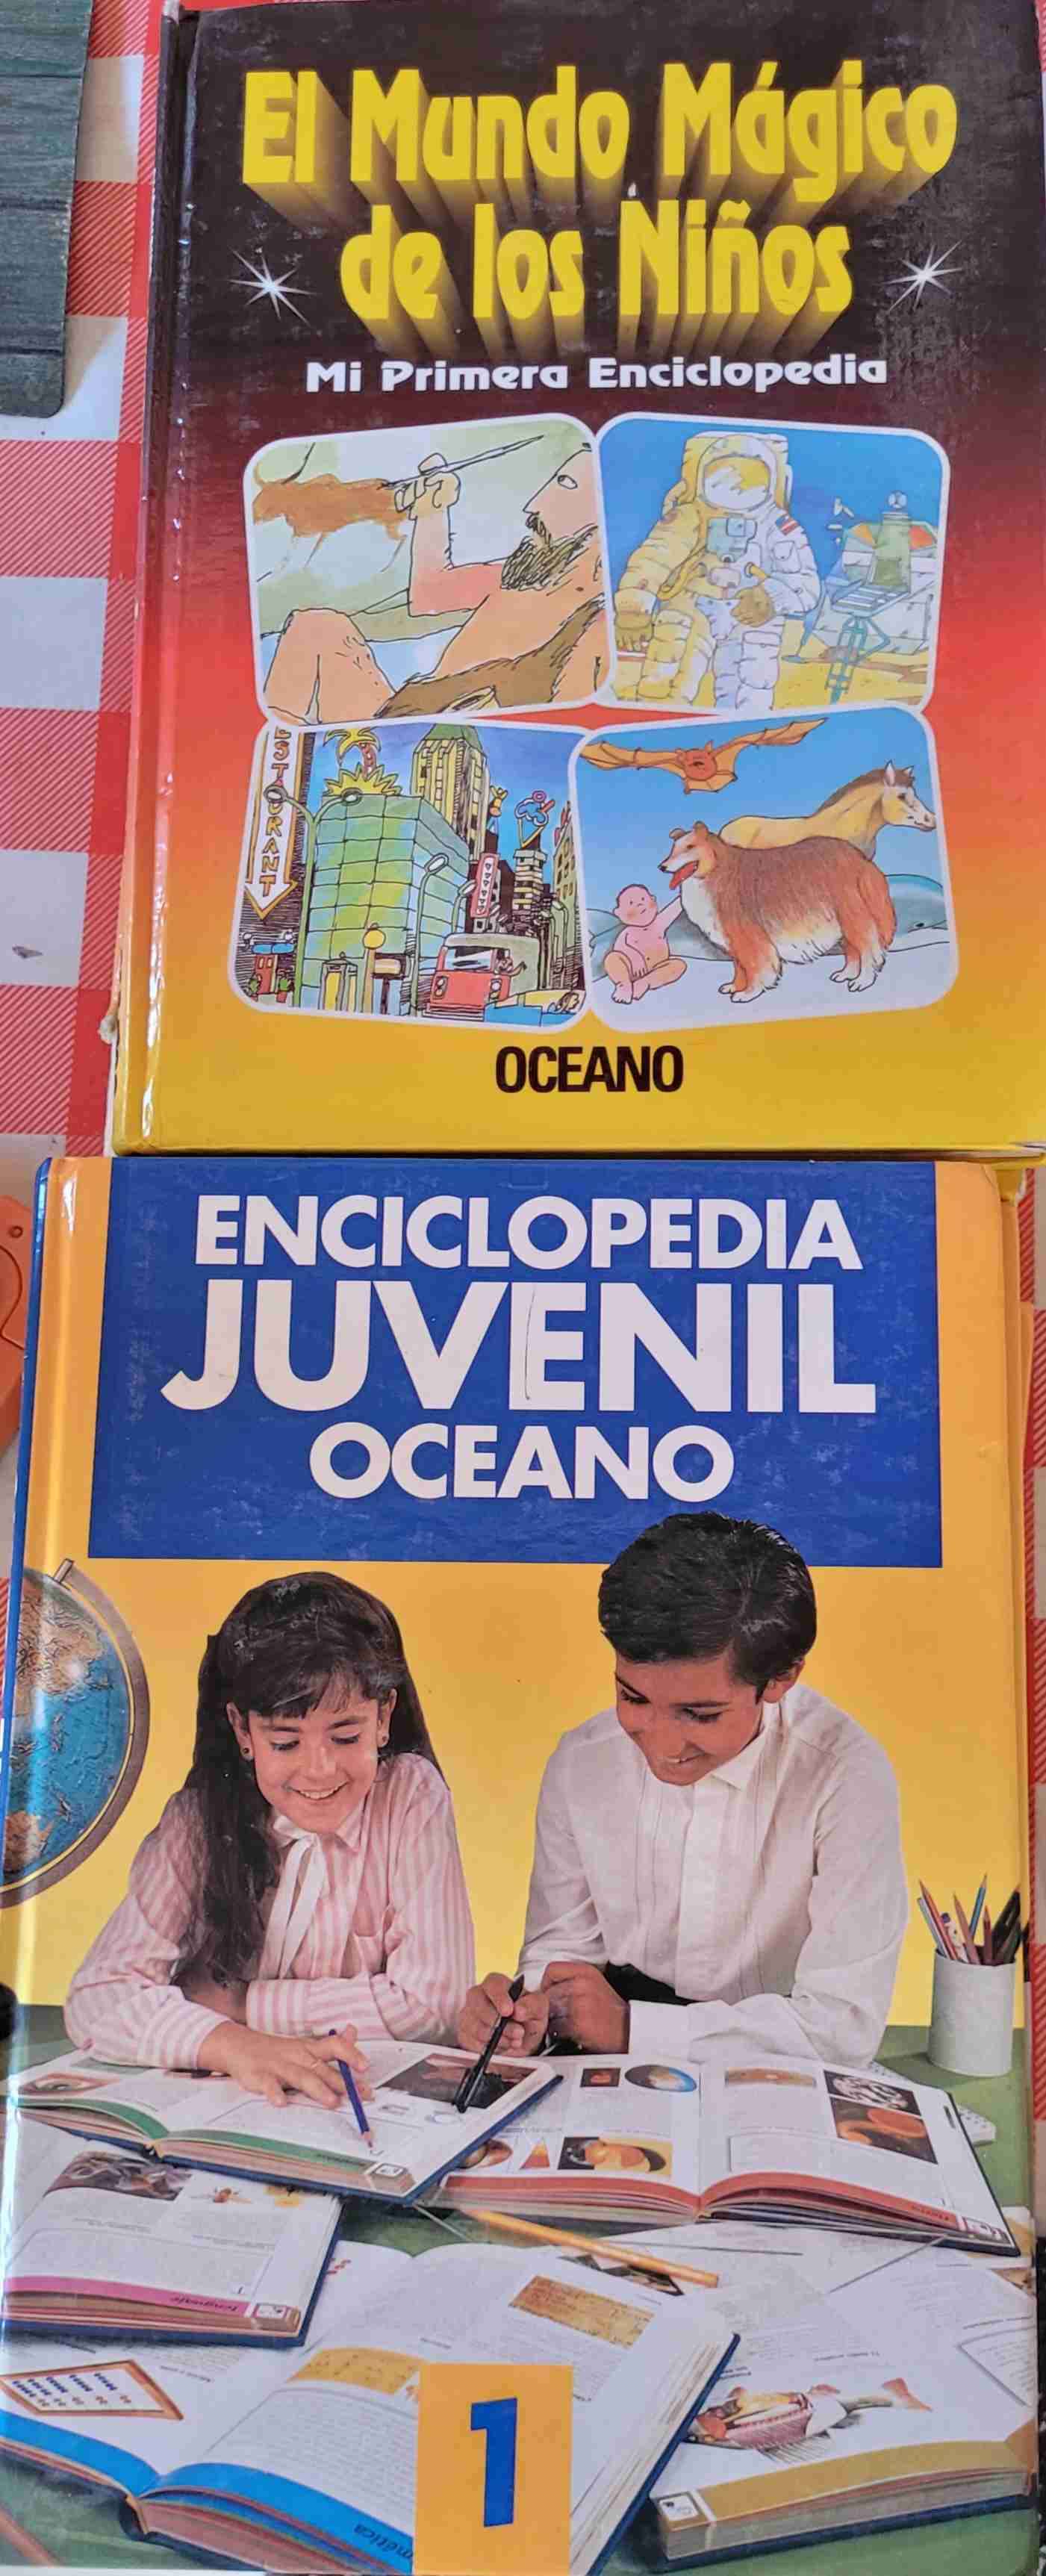 El Mundo Mágico
de los Niños
Mi Primera Enciclopedia
OCEANO
ENCICLOPEDIA
JUVENIL
OCEANO
1